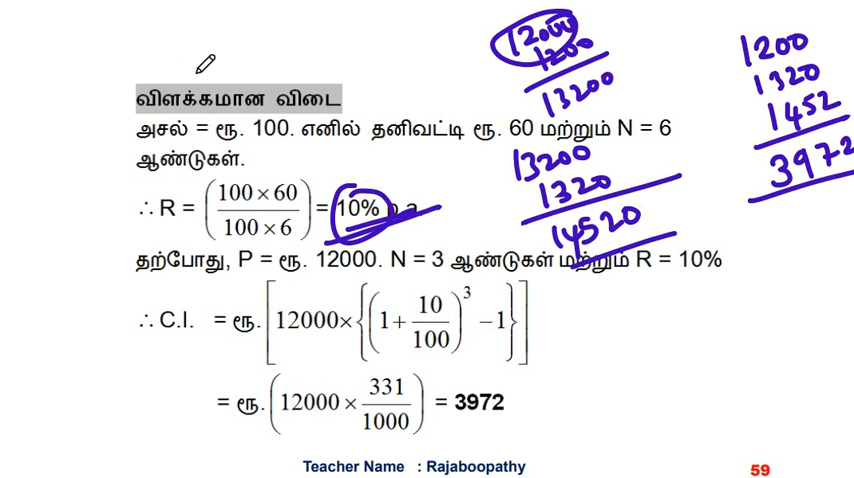 12000
1200
13200
1200
1320
1452
3972
விளக்கமான விடை
அசல் = ரூ. 100. எனில் தனிவட்டி ரூ. 60 மற்றும் N = 6
ஆண்டுகள்.
13200
1320
14520
∴ R = (100 × 60 / 100 × 6) = 10% p.a
தற்போது, P = ரூ. 12000. N = 3 ஆண்டுகள் மற்றும் R = 10%
∴ C.I. = ரூ. [12000× {(1 + 10/100)³ − 1}]
= ரூ. (12000 × 331/1000) = 3972
Teacher Name : Rajaboopathy
59